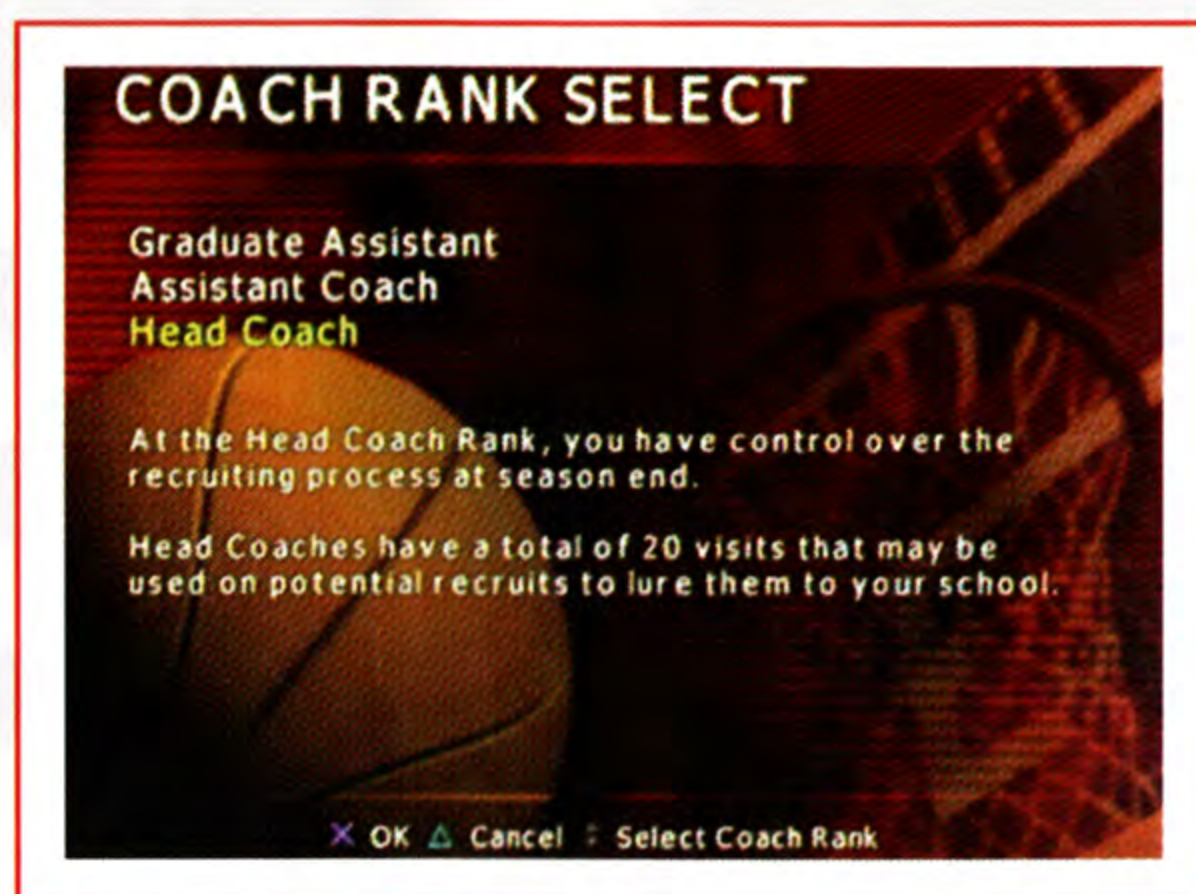 COACH RANK SELECT
Graduate Assistant
Assistant Coach
Head Coach
At the Head Coach Rank, you have control over the
recruiting process at season end.
Head Coaches have a total of 20 visits that may be
used on potential recruits to lure them to your school.
OK Cancel Select Coach Rank